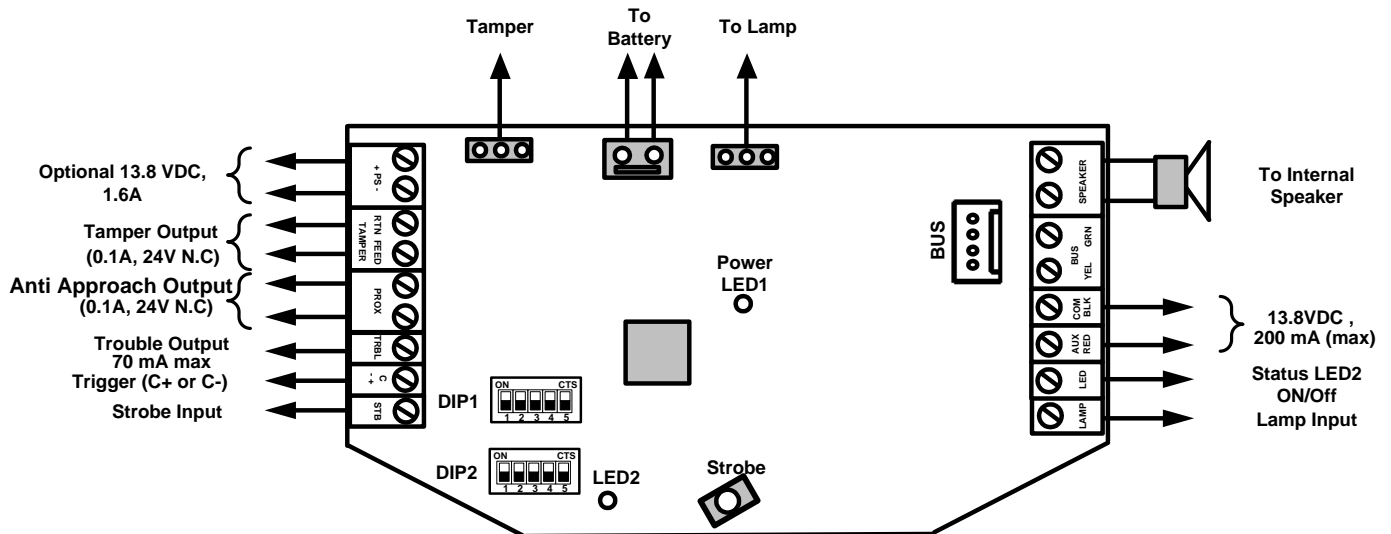 Tamper
To
Battery
To Lamp
Optional 13.8 VDC,
1.6A
Tamper Output
(0.1A, 24V N.C)
Anti Approach Output
(0.1A, 24V N.C)
Trouble Output
70 mA max
Trigger (C+ or C-)
Strobe Input
+ PS -
RTN FEED
TAMPER
PROX
TRBL
C
- +
STB
BUS
Power
LED1
DIP1
ON CTS
1 2 3 4 5
DIP2
ON CTS
1 2 3 4 5
LED2
Strobe
SPEAKER
GRN
BUS
YEL
COM
BLK
AUX
RED
LED
LAMP
To Internal
Speaker
13.8VDC ,
200 mA (max)
Status LED2
ON/Off
Lamp Input